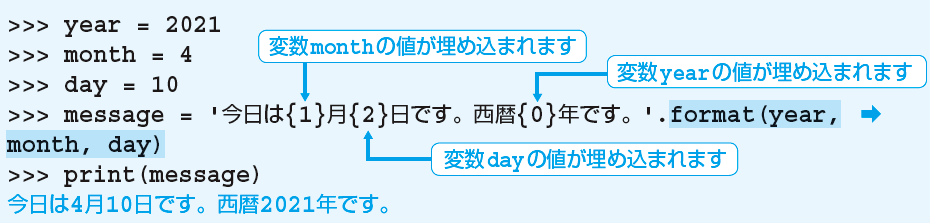 >>> year = 2021
変数monthの値が埋め込まれます
>>> month = 4
変数yearの値が埋め込まれます
>>> day = 10
>>> message = '今日は{1}月{2}日です。西暦{0}年です。'.format(year, ➡
month, day)
変数dayの値が埋め込まれます
>>> print(message)
今日は4月10日です。西暦2021年です。